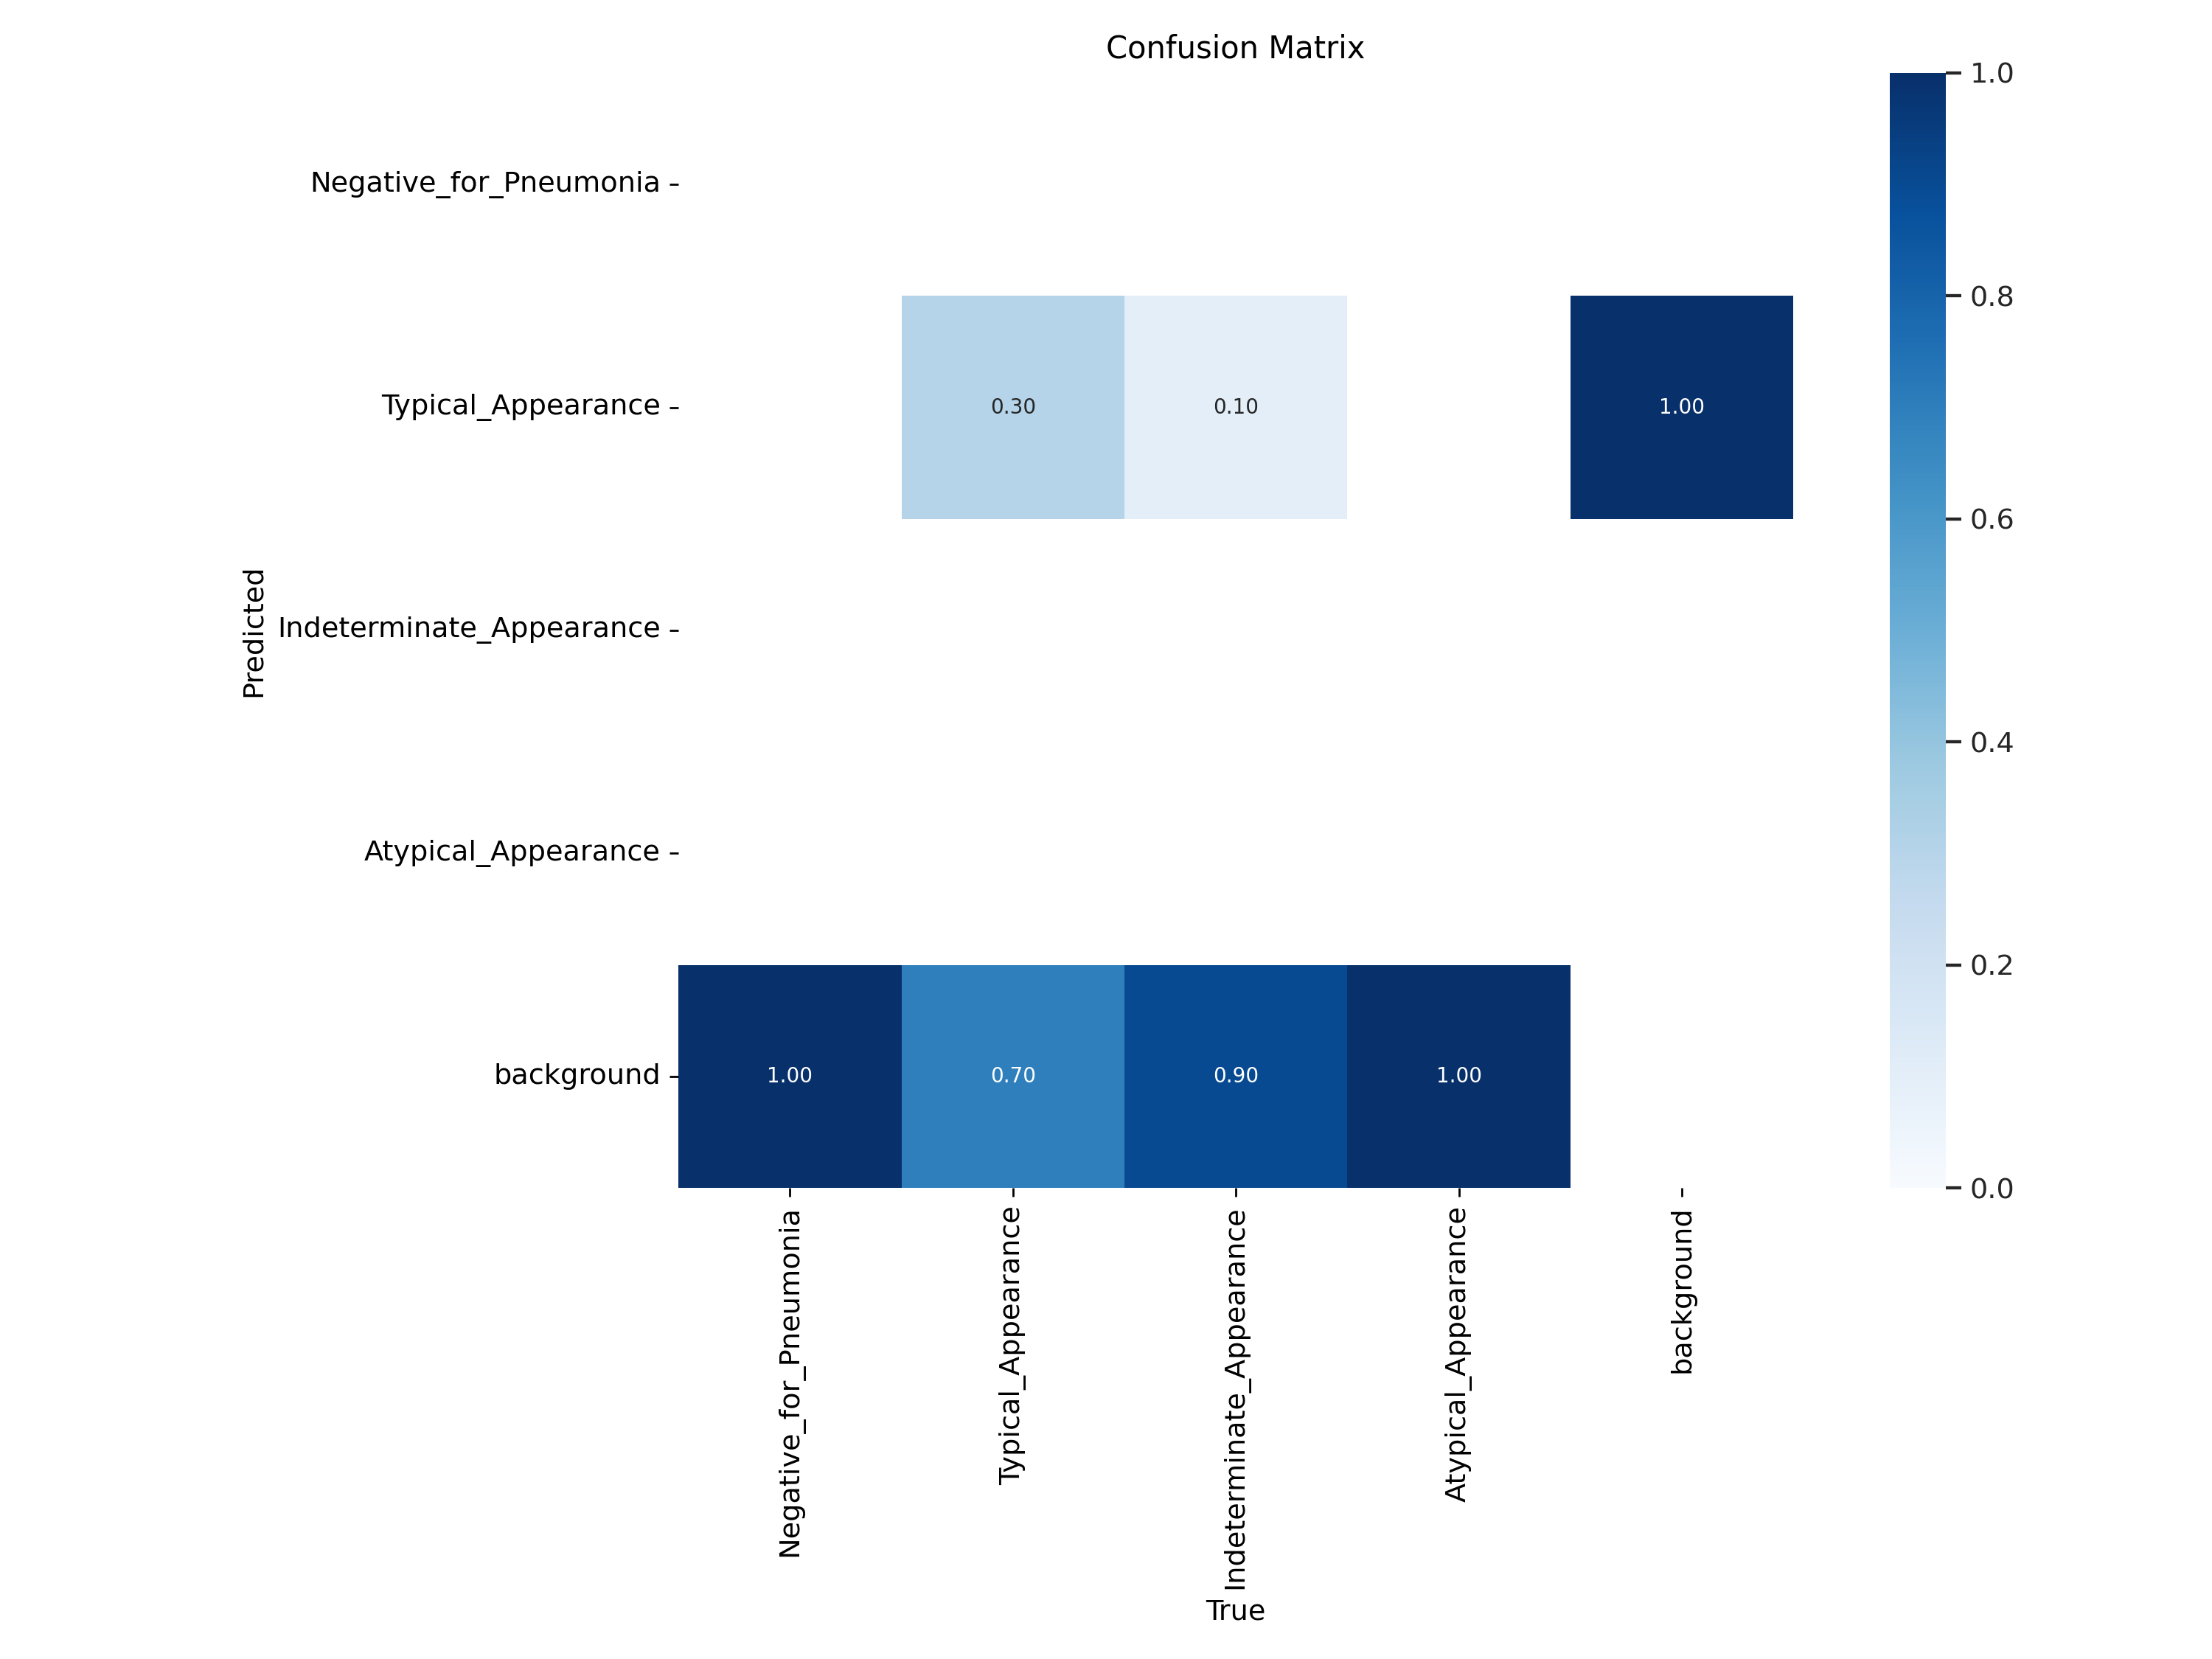 Confusion Matrix
1.0
Negative_for_Pneumonia
0.8
Typical_Appearance
0.30 0.10 1.00
0.6
Predicted
Indeterminate_Appearance
0.4
Atypical_Appearance
0.2
background
1.00 0.70 0.90 1.00
0.0
Negative_for_Pneumonia
Typical_Appearance
Indeterminate_Appearance
Atypical_Appearance
background
True